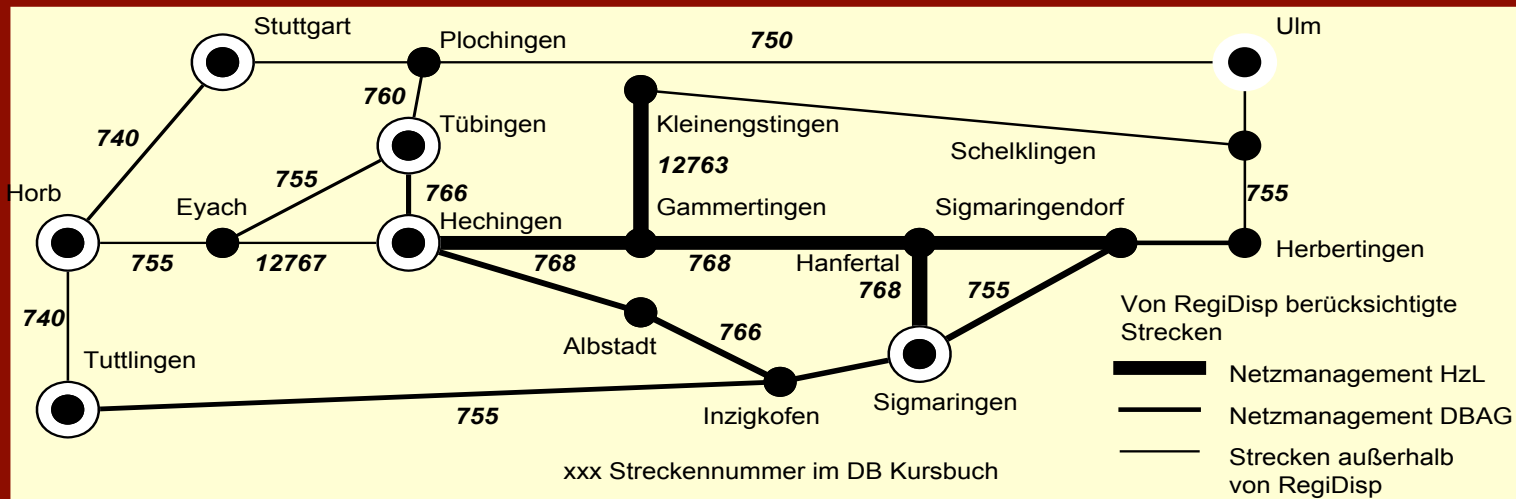 Stuttgart
Plochingen
750
Ulm
760
740
Tübingen
Kleinengstingen
Schelklingen
12763
755
766
755
Horb
Eyach
Hechingen
Gammertingen
Sigmaringendorf
Herbertingen
755
12767
768
768
Hanfertal
768
755
740
Albstadt
766
Tuttlingen
755
Inzigkofen
Sigmaringen
Von RegiDisp berücksichtigte
Strecken
Netzmanagement HzL
Netzmanagement DBAG
Strecken außerhalb
von RegiDisp
xxx Streckennummer im DB Kursbuch